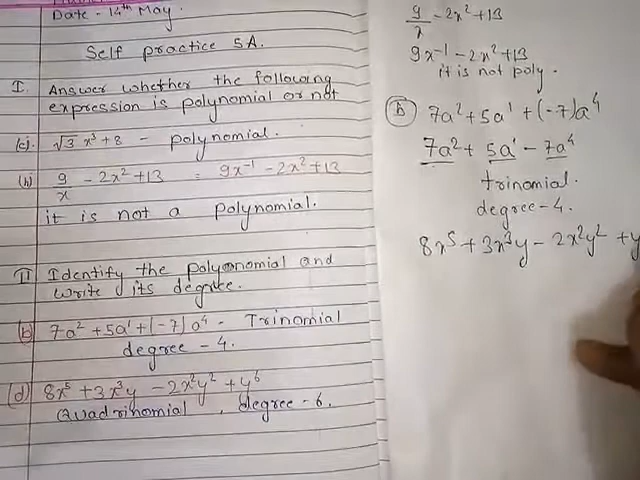 Date - 14th May.
Self practice 5A.
I. Answer whether the following
expression is polynomial or not
(c). √3 x³ + 8 - polynomial.
(h) 9/x - 2x² + 13 = 9x⁻¹ - 2x² + 13
it is not a polynomial.
II Identify the polynomial and
write its degree.
(b) 7a² + 5a¹ + (-7)a⁴ - Trinomial
degree - 4.
(d) 8x⁵ + 3x³y - 2x²y² + y⁶
Quadrinomial , degree - 6.
9/x - 2x² + 13
9x⁻¹ - 2x² + 13
it is not poly.
(b) 7a² + 5a¹ + (-7)a⁴
7a² + 5a¹ - 7a⁴
trinomial.
degree - 4.
8x⁵ + 3x³y - 2x²y² + y